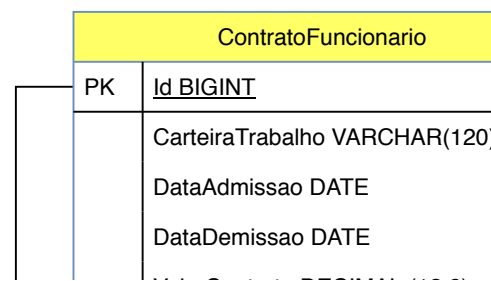 ContratoFuncionario
PK Id BIGINT
CarteiraTrabalho VARCHAR(120)
DataAdmissao DATE
DataDemissao DATE